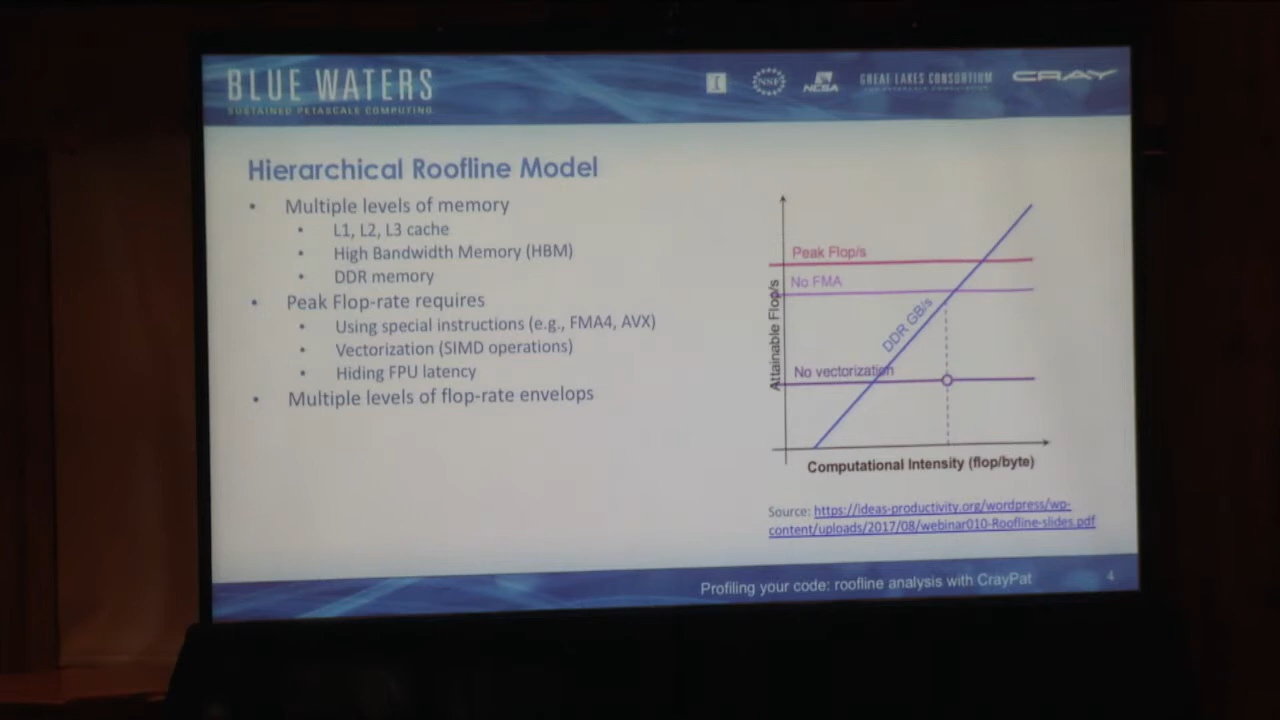 BLUE WATERS
SUSTAINED PETASCALE COMPUTING
I
NSF
NCSA
GREAT LAKES CONSORTIUM
CRAY
Hierarchical Roofline Model
• Multiple levels of memory
• L1, L2, L3 cache
• High Bandwidth Memory (HBM)
• DDR memory
• Peak Flop-rate requires
• Using special instructions (e.g., FMA4, AVX)
• Vectorization (SIMD operations)
• Hiding FPU latency
• Multiple levels of flop-rate envelops
Attainable Flop/s
Peak Flop/s
No FMA
DDR GB/s
No vectorization
Computational Intensity (flop/byte)
Source: https://ideas-productivity.org/wordpress/wp-
content/uploads/2017/08/webinar010-Roofline-slides.pdf
Profiling your code: roofline analysis with CrayPat
4